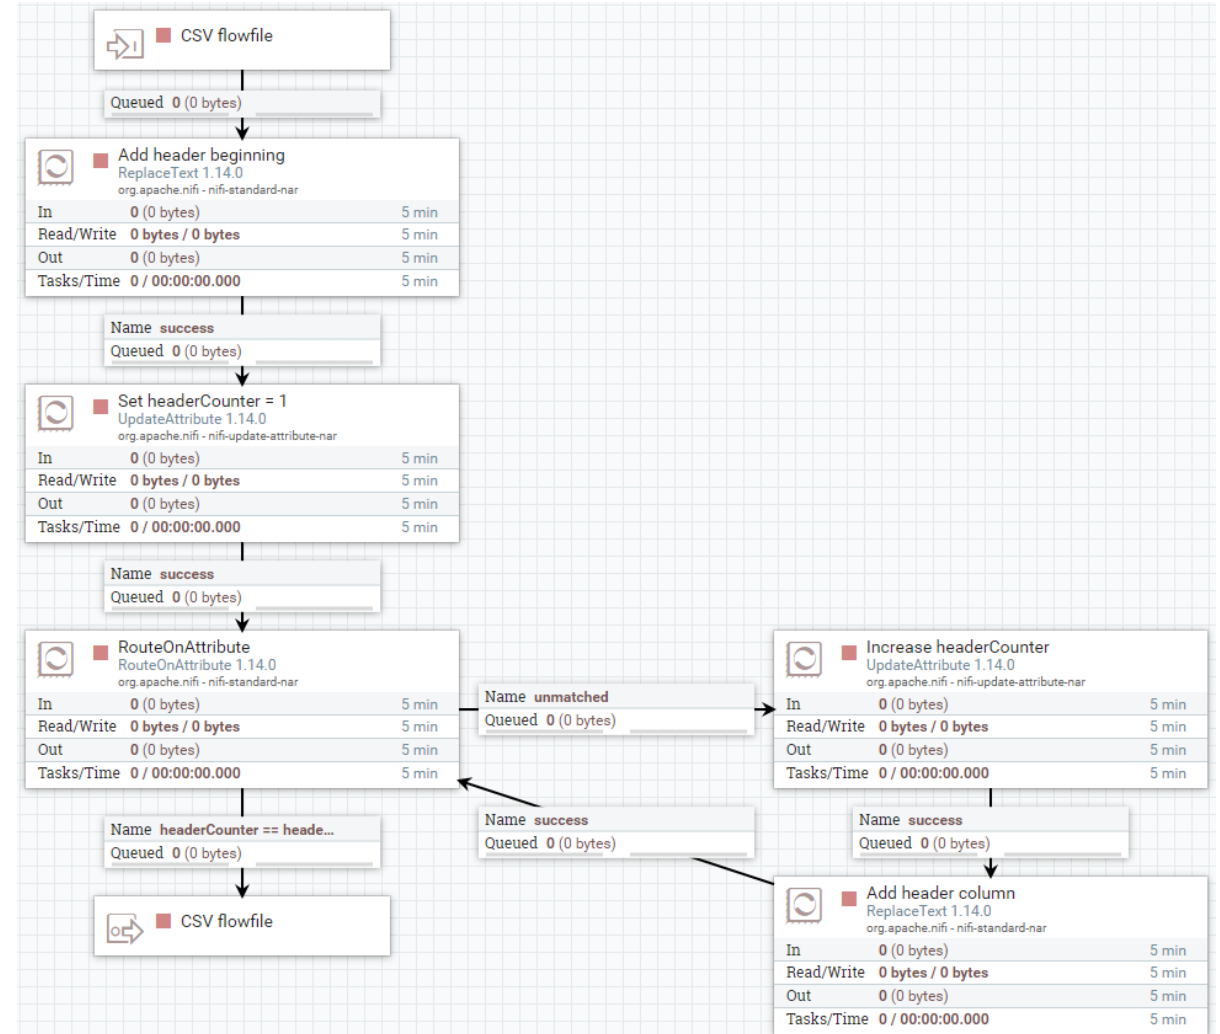 CSV flowfile
Queued 0 (0 bytes)
Add header beginning
ReplaceText 1.14.0
org.apache.nifi - nifi-standard-nar
In 0 (0 bytes) 5 min
Read/Write 0 bytes / 0 bytes 5 min
Out 0 (0 bytes) 5 min
Tasks/Time 0 / 00:00:00.000 5 min
Name success
Queued 0 (0 bytes)
Set headerCounter = 1
UpdateAttribute 1.14.0
org.apache.nifi - nifi-update-attribute-nar
In 0 (0 bytes) 5 min
Read/Write 0 bytes / 0 bytes 5 min
Out 0 (0 bytes) 5 min
Tasks/Time 0 / 00:00:00.000 5 min
Name success
Queued 0 (0 bytes)
RouteOnAttribute
RouteOnAttribute 1.14.0
org.apache.nifi - nifi-standard-nar
In 0 (0 bytes) 5 min
Read/Write 0 bytes / 0 bytes 5 min
Out 0 (0 bytes) 5 min
Tasks/Time 0 / 00:00:00.000 5 min
Name unmatched
Queued 0 (0 bytes)
Increase headerCounter
UpdateAttribute 1.14.0
org.apache.nifi - nifi-update-attribute-nar
In 0 (0 bytes) 5 min
Read/Write 0 bytes / 0 bytes 5 min
Out 0 (0 bytes) 5 min
Tasks/Time 0 / 00:00:00.000 5 min
Name headerCounter == heade...
Queued 0 (0 bytes)
Name success
Queued 0 (0 bytes)
Name success
Queued 0 (0 bytes)
CSV flowfile
Add header column
ReplaceText 1.14.0
org.apache.nifi - nifi-standard-nar
In 0 (0 bytes) 5 min
Read/Write 0 bytes / 0 bytes 5 min
Out 0 (0 bytes) 5 min
Tasks/Time 0 / 00:00:00.000 5 min